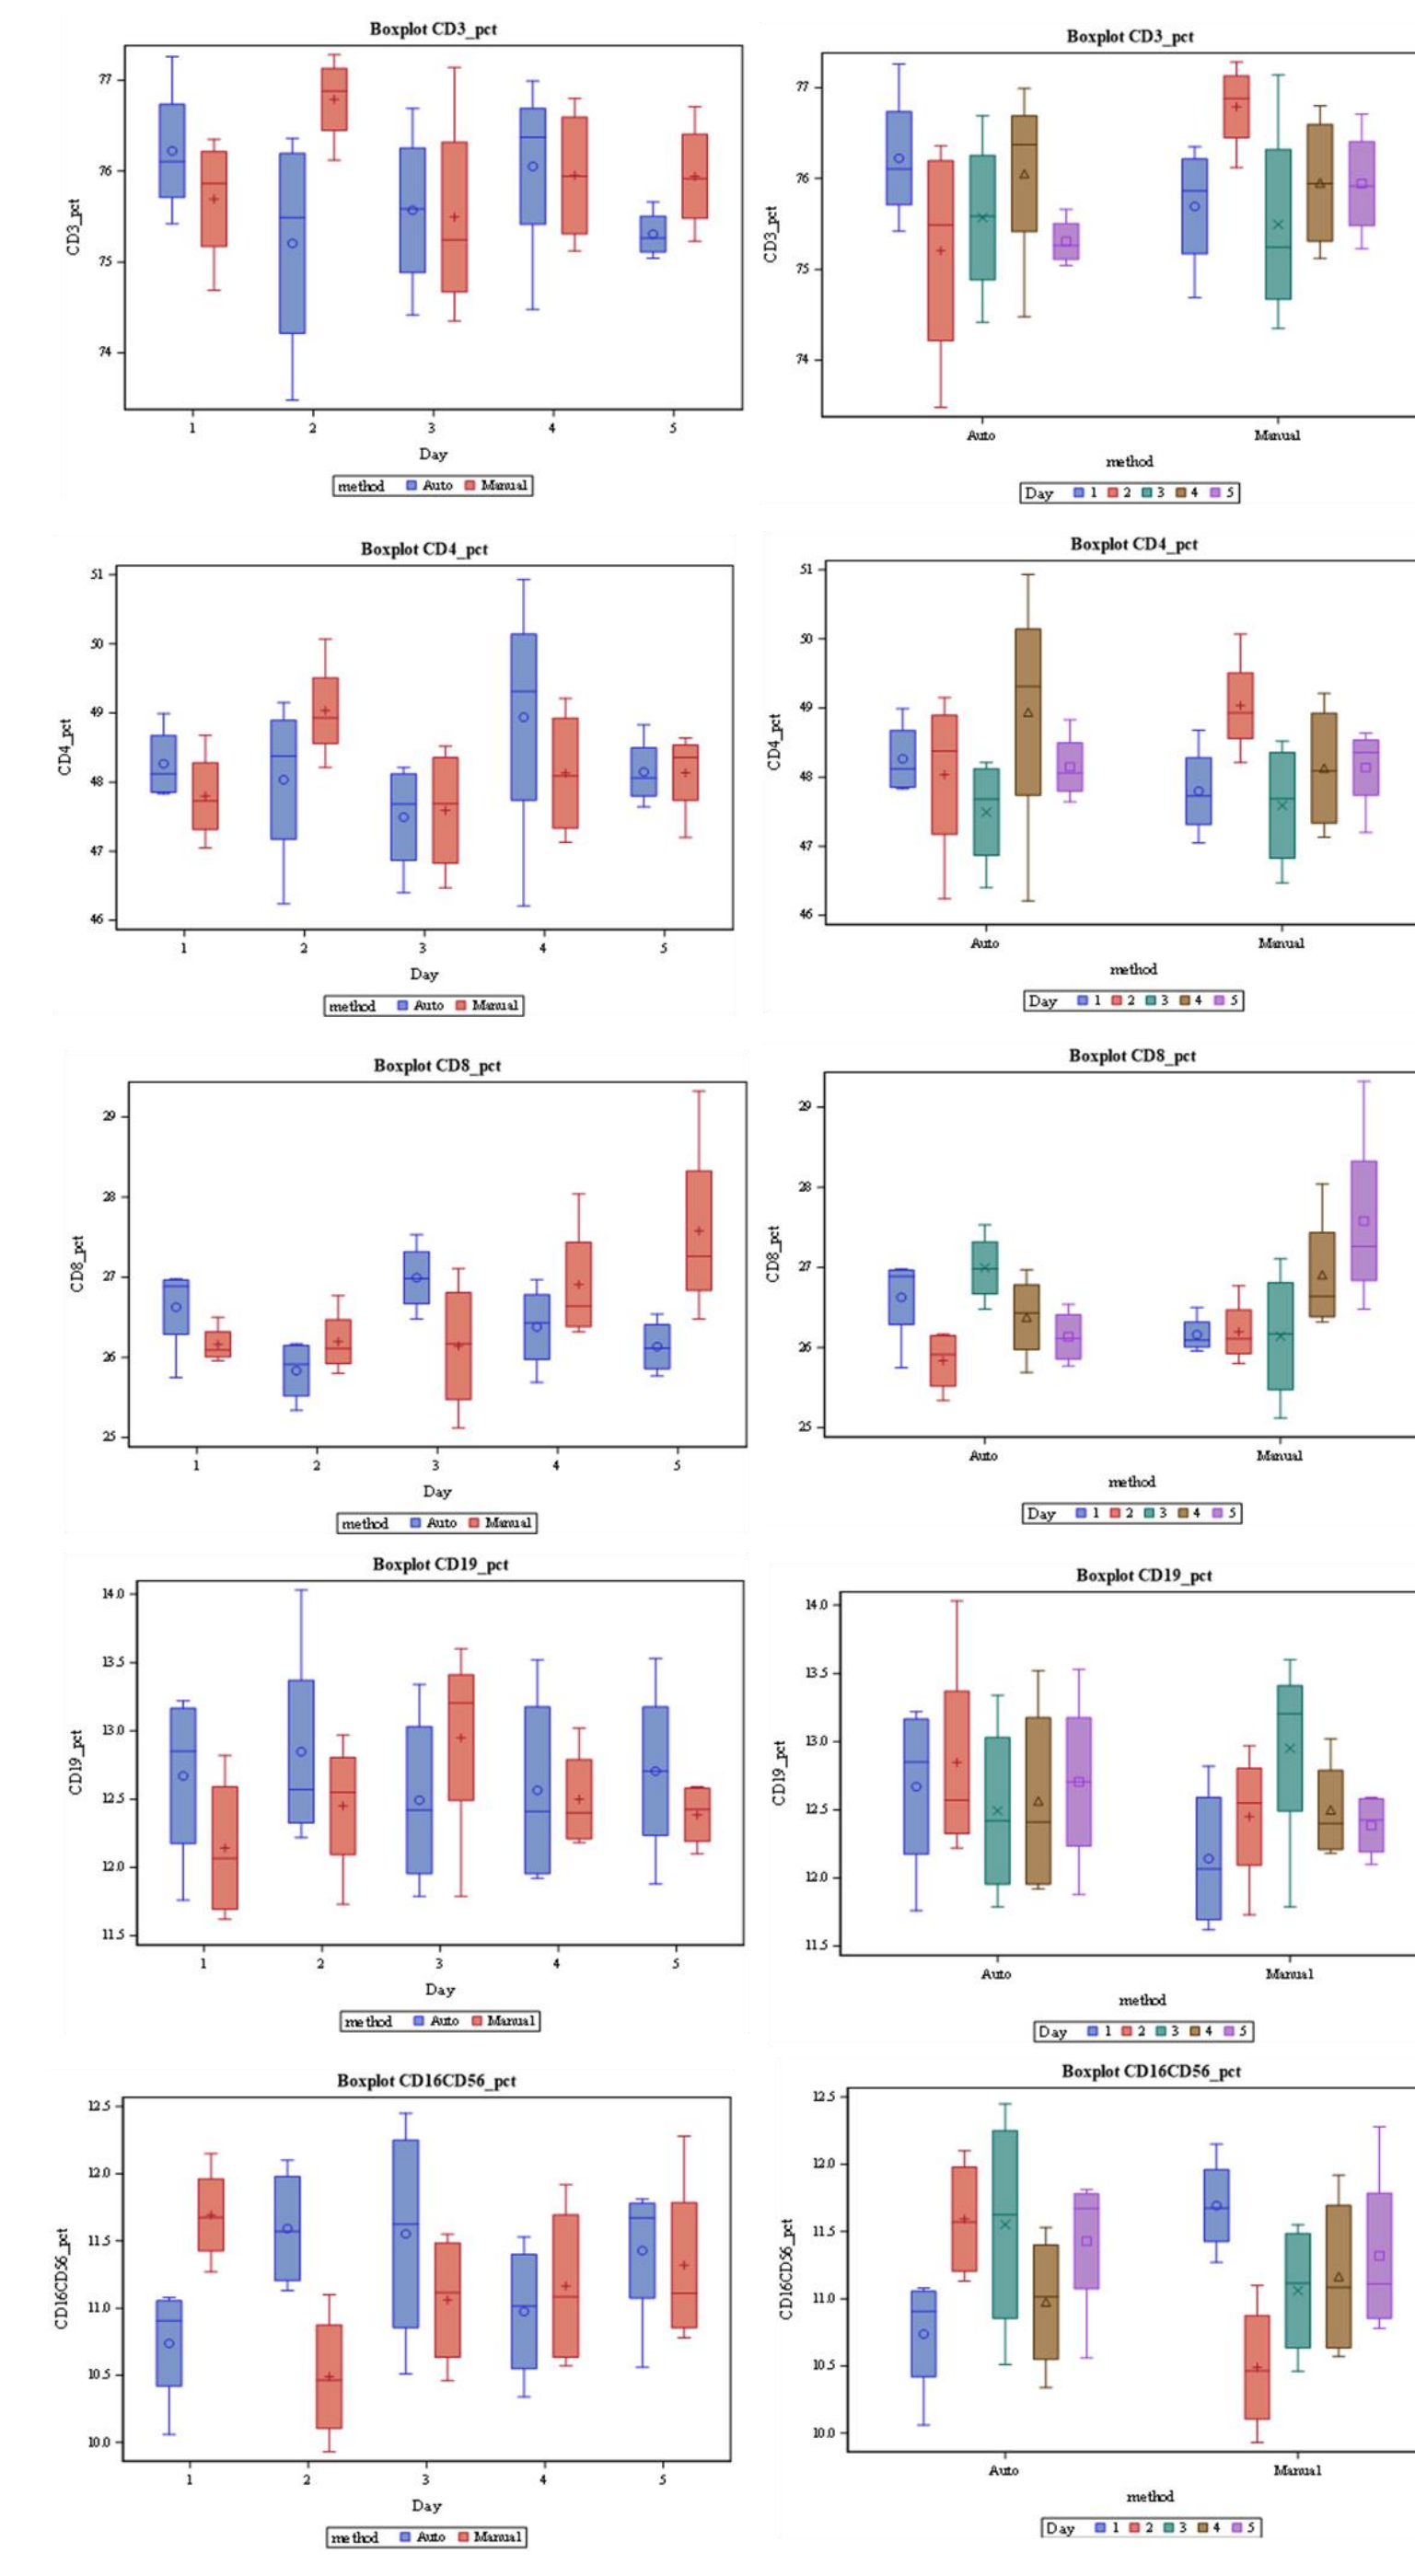 Boxplot CD3_pct
77
76
75
74
CD3_pct
1 2 3 4 5
Day
method Auto Manual
Boxplot CD3_pct
77
76
75
74
CD3_pct
Auto Manual
method
Day 1 2 3 4 5
Boxplot CD4_pct
51
50
49
48
47
46
CD4_pct
1 2 3 4 5
Day
method Auto Manual
Boxplot CD4_pct
51
50
49
48
47
46
CD4_pct
Auto Manual
method
Day 1 2 3 4 5
Boxplot CD8_pct
29
28
27
26
25
CD8_pct
1 2 3 4 5
Day
method Auto Manual
Boxplot CD8_pct
29
28
27
26
25
CD8_pct
Auto Manual
method
Day 1 2 3 4 5
Boxplot CD19_pct
14.0
13.5
13.0
12.5
12.0
11.5
CD19_pct
1 2 3 4 5
Day
method Auto Manual
Boxplot CD19_pct
14.0
13.5
13.0
12.5
12.0
11.5
CD19_pct
Auto Manual
method
Day 1 2 3 4 5
Boxplot CD16CD56_pct
12.5
12.0
11.5
11.0
10.5
10.0
CD16CD56_pct
1 2 3 4 5
Day
method Auto Manual
Boxplot CD16CD56_pct
12.5
12.0
11.5
11.0
10.5
10.0
CD16CD56_pct
Auto Manual
method
Day 1 2 3 4 5